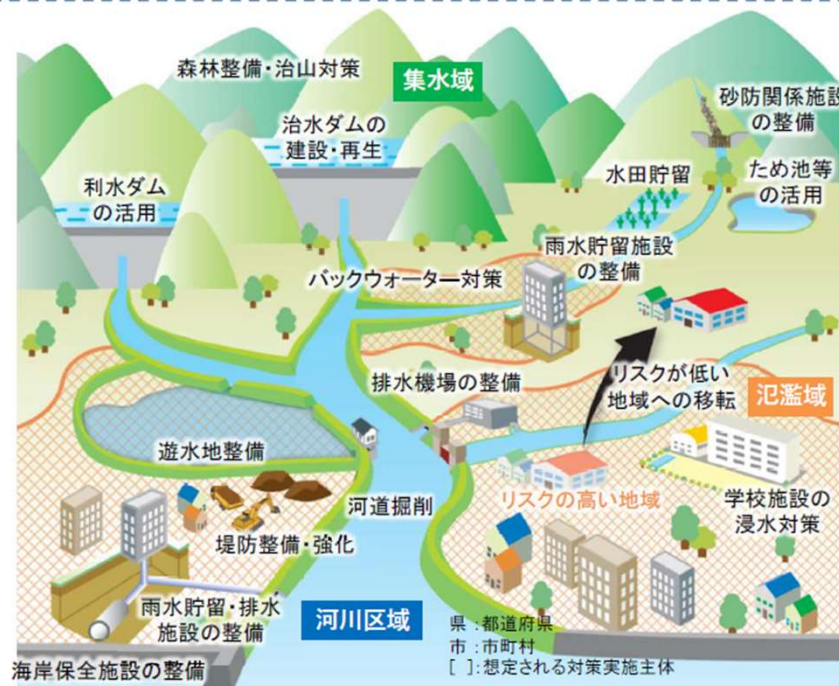 森林整備・治山対策
集水域
砂防関係施設
の整備
治水ダムの
建設・再生
水田貯留
ため池等
の活用
利水ダム
の活用
雨水貯留施設
の整備
バックウォーター対策
排水機場の整備
リスクが低い
地域への移転
氾濫域
遊水地整備
リスクの高い地域
学校施設の
浸水対策
河道掘削
堤防整備・強化
雨水貯留・排水
施設の整備
河川区域
県：都道府県
市：市町村
[ ]：想定される対策実施主体
海岸保全施設の整備